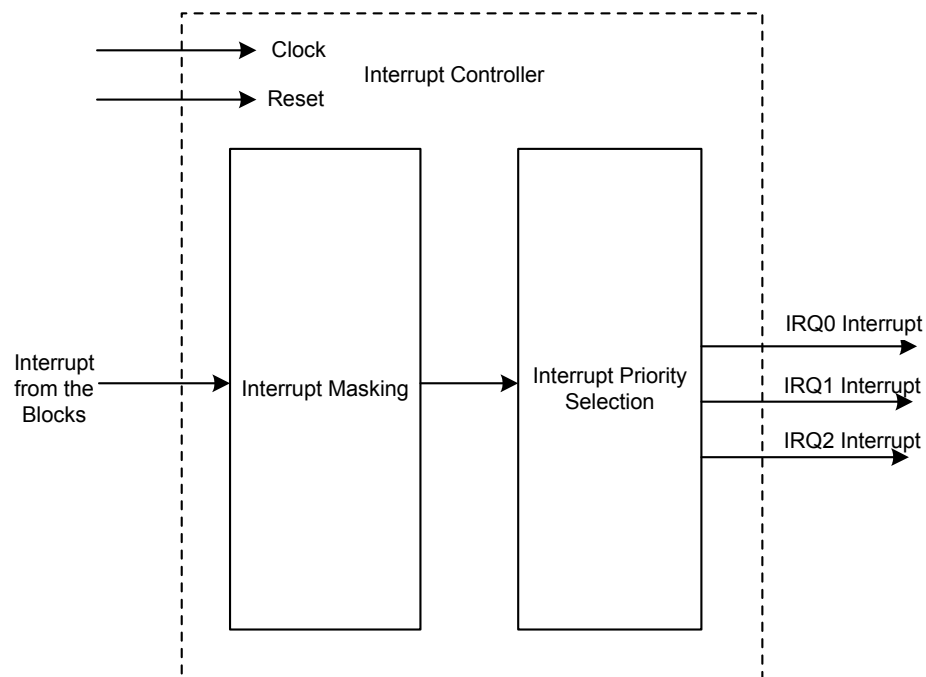 Clock
Interrupt Controller
Reset
IRQ0 Interrupt
Interrupt
from the
Blocks
Interrupt Masking
Interrupt Priority
Selection
IRQ1 Interrupt
IRQ2 Interrupt